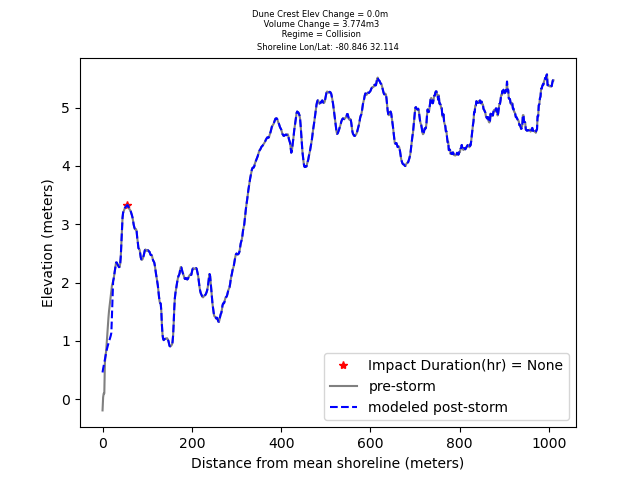 Dune Crest Elev Change = 0.0m
Volume Change = 3.774m3
Regime = Collision
Shoreline Lon/Lat: -80.846 32.114
Elevation (meters)
5
4
3
2
1
0
Impact Duration(hr) = None
pre-storm
modeled post-storm
0 200 400 600 800 1000
Distance from mean shoreline (meters)